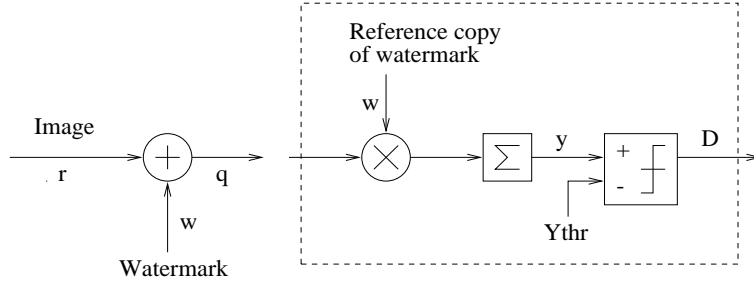 Reference copy
of watermark
w
Image
r
+
q
w
Watermark
×
Σ
y
Ythr
+
-
D